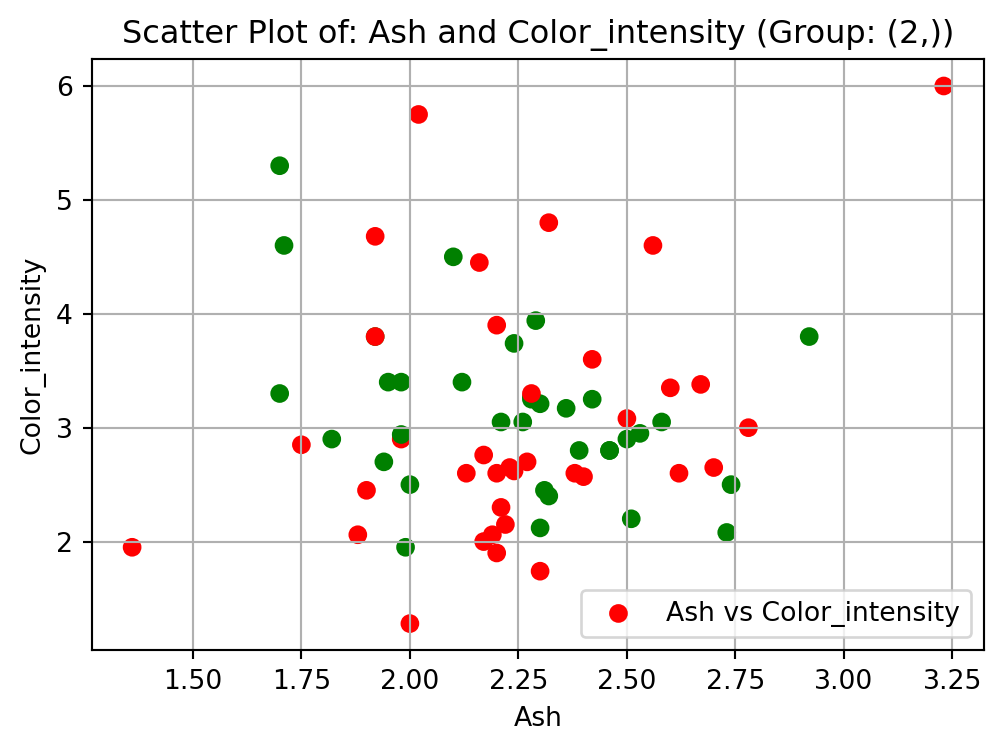 Scatter Plot of: Ash and Color_intensity (Group: (2,))
6
5
4
3
2
Color_intensity
Ash vs Color_intensity
1.50 1.75 2.00 2.25 2.50 2.75 3.00 3.25
Ash